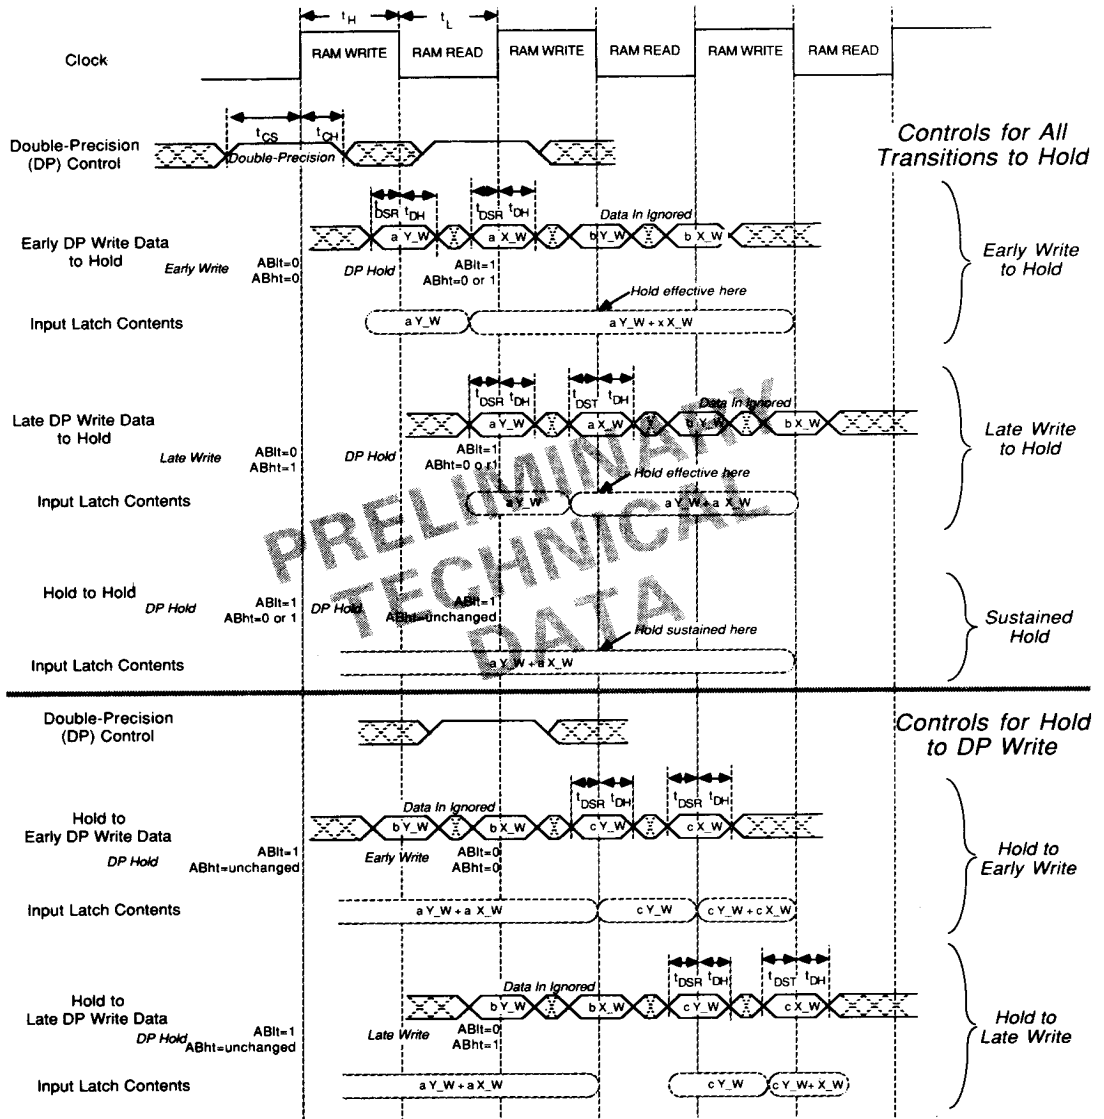 t_H t_L
Clock RAM WRITE RAM READ RAM WRITE RAM READ RAM WRITE RAM READ
t_CS t_CH
Double-Precision
(DP) Control
Double-Precision
Controls for All
Transitions to Hold
t_DSR t_DH t_DSR t_DH
Data In Ignored
Early DP Write Data
to Hold
a Y_W a X_W b Y_W b X_W
Early Write ABlt=0
ABht=0
DP Hold ABlt=1
ABht=0 or 1
Early Write
to Hold
Hold effective here
Input Latch Contents a Y_W a Y_W + x X_W
t_DSR t_DH t_DST t_DH
Data In Ignored
Late DP Write Data
to Hold
a Y_W a X_W b Y_W b X_W
Late Write ABlt=0
ABht=1
DP Hold ABlt=1
ABht=0 or1
Late Write
to Hold
Hold effective here
Input Latch Contents a Y_W a Y_W + a X_W
PRELIMINARY
TECHNICAL
DATA
Hold to Hold
DP Hold ABlt=1
ABht=0 or 1
DP Hold ABlt=1
ABht=unchanged
Sustained
Hold
Hold sustained here
Input Latch Contents a Y_W + a X_W
Double-Precision
(DP) Control
Controls for Hold
to DP Write
t_DSR t_DH t_DSR t_DH
Data In Ignored
Hold to
Early DP Write Data
b Y_W b X_W c Y_W c X_W
DP Hold ABlt=1
ABht=unchanged
Early Write ABlt=0
ABht=0
Hold to
Early Write
Input Latch Contents a Y_W + a X_W c Y_W c Y_W + c X_W
t_DSR t_DH t_DST t_DH
Data In Ignored
Hold to
Late DP Write Data
b Y_W b X_W c Y_W c X_W
DP Hold ABlt=1
ABht=unchanged
Late Write ABlt=0
ABht=1
Hold to
Late Write
Input Latch Contents a Y_W + a X_W c Y_W c Y_W + X_W